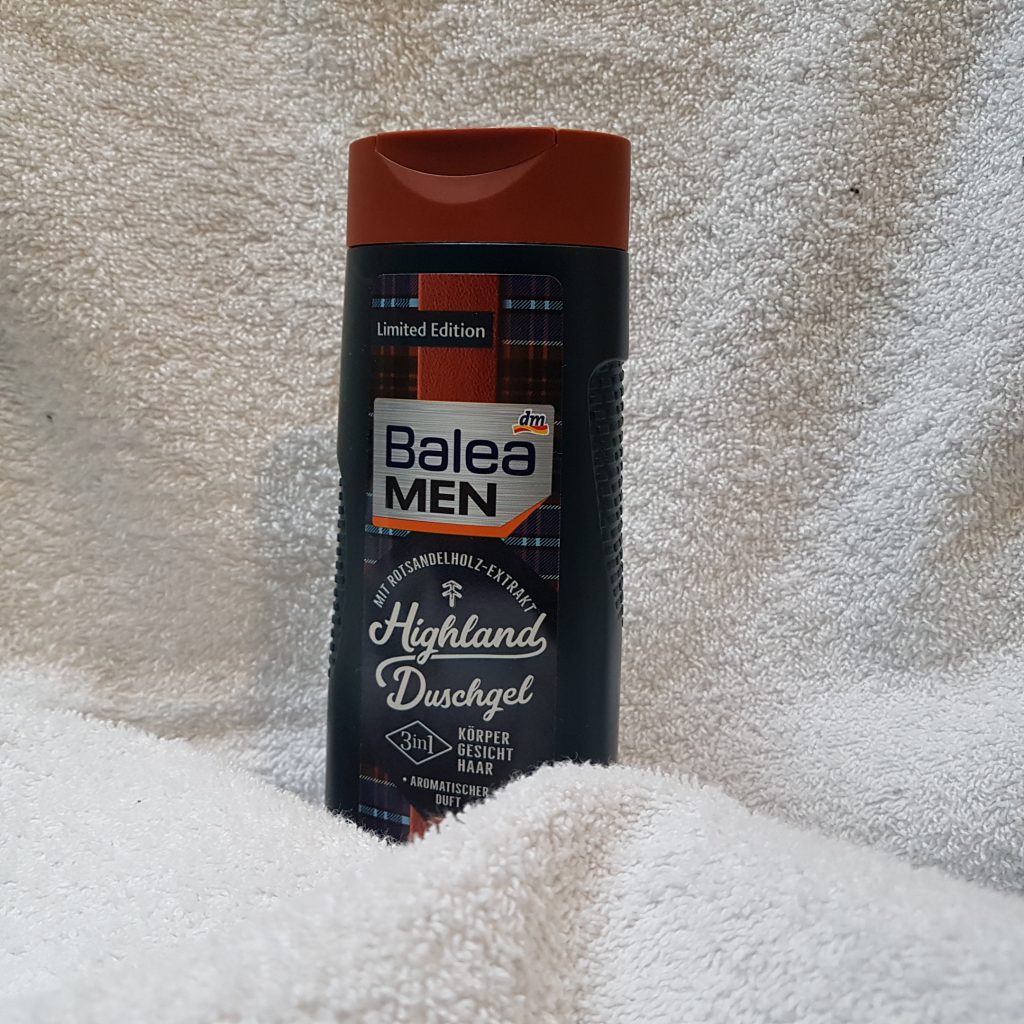 Limited Edition
dm
Balea
MEN
MIT ROTSANDELHOLZ-EXTRAKT
Highland
Duschgel
3in1
KÖRPER
GESICHT
HAAR
• AROMATISCHER
DUFT